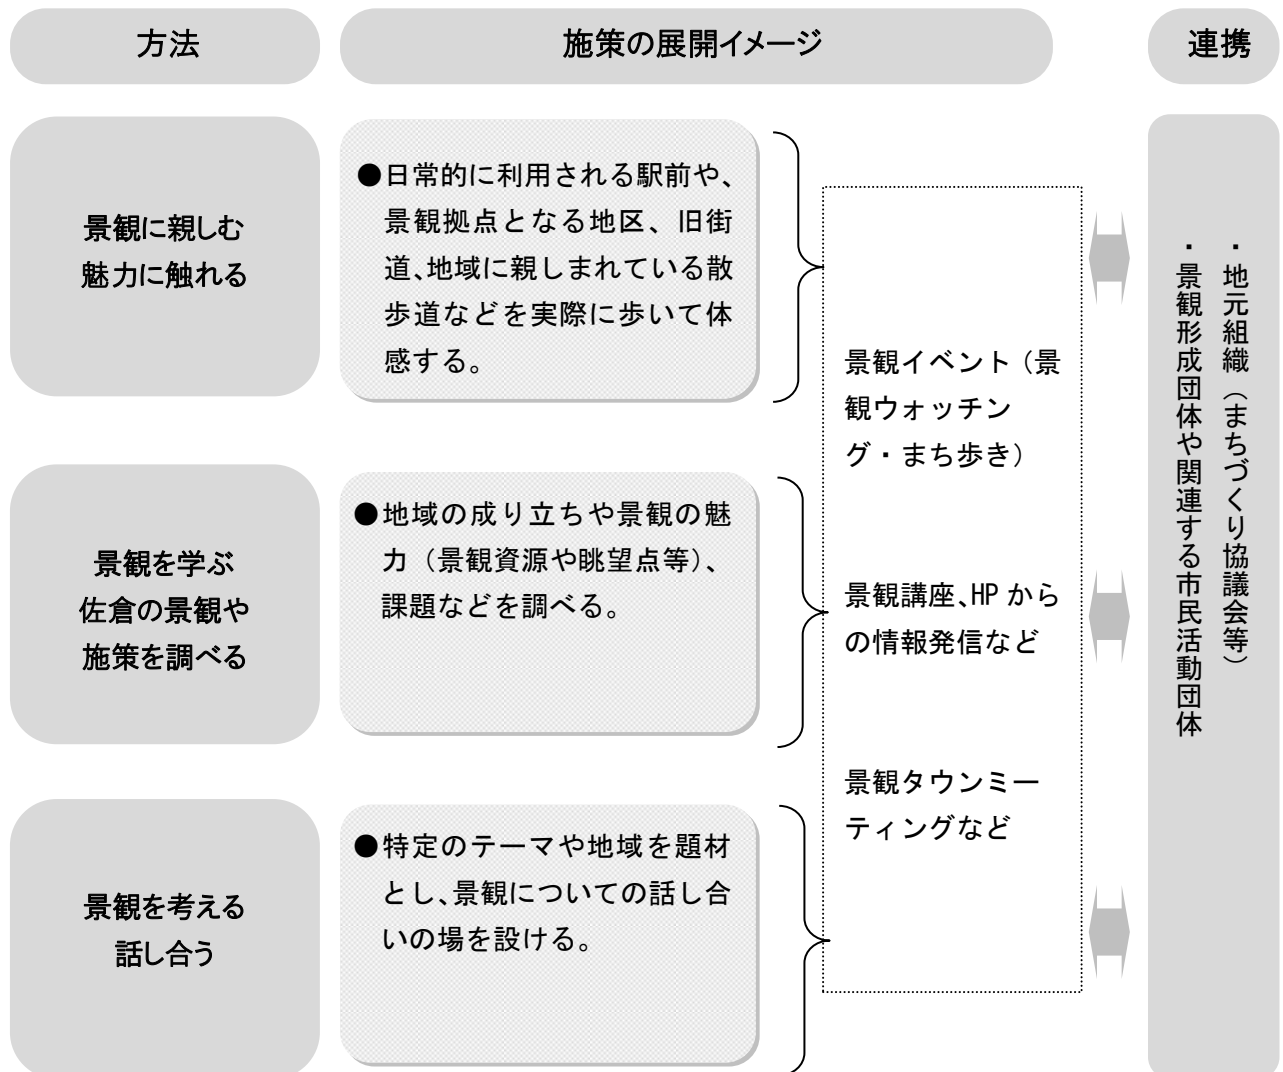 方法
施策の展開イメージ
連携
景観に親しむ
魅力に触れる
●日常的に利用される駅前や、
景観拠点となる地区、旧街
道、地域に親しまれている散
歩道などを実際に歩いて体
感する。
景観イベント（景
観ウォッチン
グ・まち歩き）
景観を学ぶ
佐倉の景観や
施策を調べる
●地域の成り立ちや景観の魅
力（景観資源や眺望点等）、
課題などを調べる。
景観講座、HP から
の情報発信など
景観を考える
話し合う
●特定のテーマや地域を題材
とし、景観についての話し合
いの場を設ける。
景観タウンミー
ティングなど
・地元組織（まちづくり協議会等）
・景観形成団体や関連する市民活動団体